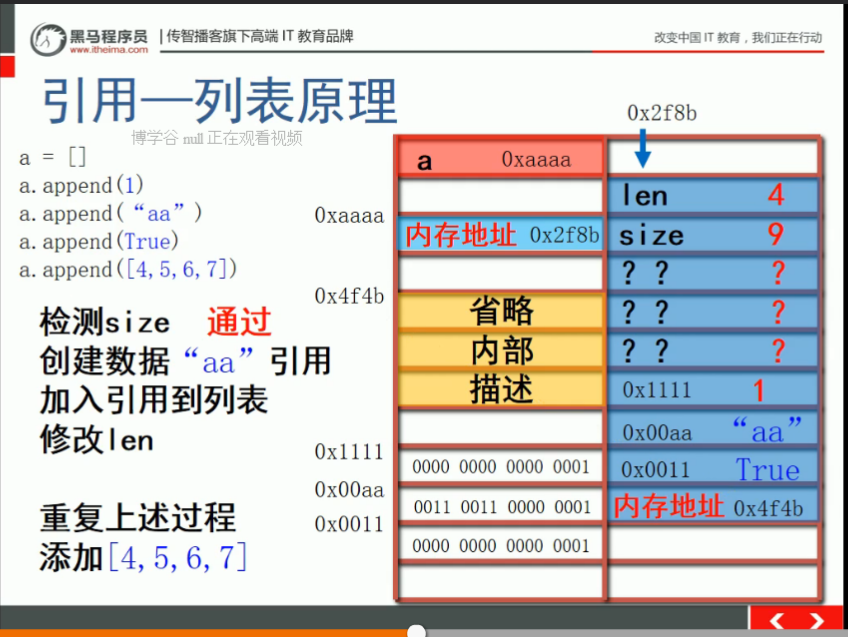 黑马程序员
www.itheima.com
传智播客旗下高端 IT 教育品牌
改变中国 IT 教育，我们正在行动
引用—列表原理
博学谷 null 正在观看视频
a = []
a.append(1)
a.append(“aa”)
a.append(True)
a.append([4,5,6,7])
检测size 通过
创建数据“aa”引用
加入引用到列表
修改len
重复上述过程
添加[4,5,6,7]
0xaaaa
0x4f4b
0x1111
0x00aa
0x0011
a 0xaaaa
内存地址 0x2f8b
省略
内部
描述
0000 0000 0000 0001
0011 0011 0000 0001
0000 0000 0000 0001
0x2f8b
len 4
size 9
？？ ？
？？ ？
？？ ？
0x1111 1
0x00aa “aa”
0x0011 True
内存地址 0x4f4b